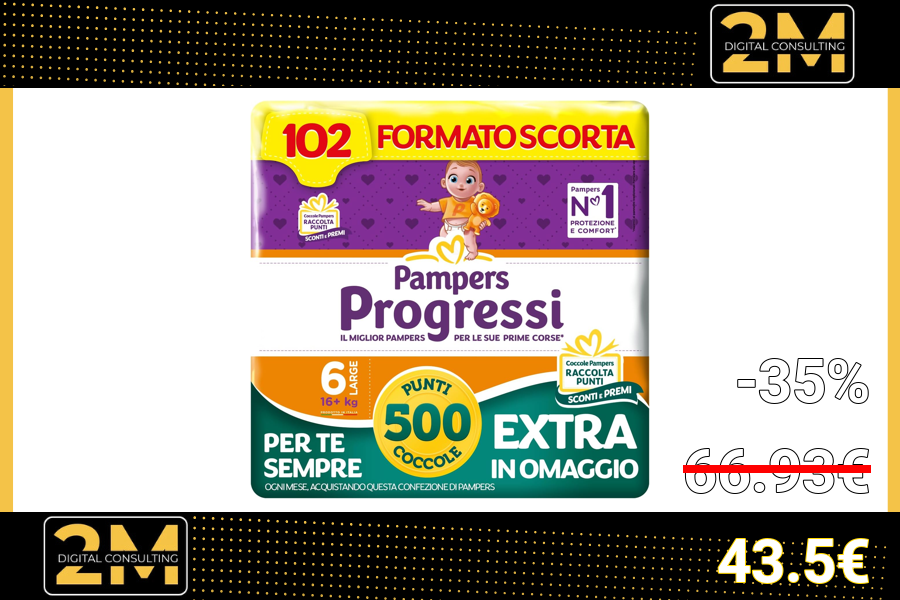 2M
DIGITAL CONSULTING
102 FORMATO SCORTA
Coccole Pampers
RACCOLTA
PUNTI
SCONTI E PREMI
Pampers
N°1
PROTEZIONE
E COMFORT*
Pampers
Progressi
IL MIGLIOR PAMPERS PER LE SUE PRIME CORSE*
6 LARGE
16+ kg
PRODOTTO IN ITALIA
Coccole Pampers
RACCOLTA
PUNTI
SCONTI E PREMI
PUNTI
500
COCCOLE
PER TE
SEMPRE
EXTRA
IN OMAGGIO
OGNI MESE, ACQUISTANDO QUESTA CONFEZIONE DI PAMPERS
-35%
66.93€
2M
DIGITAL CONSULTING
43.5€